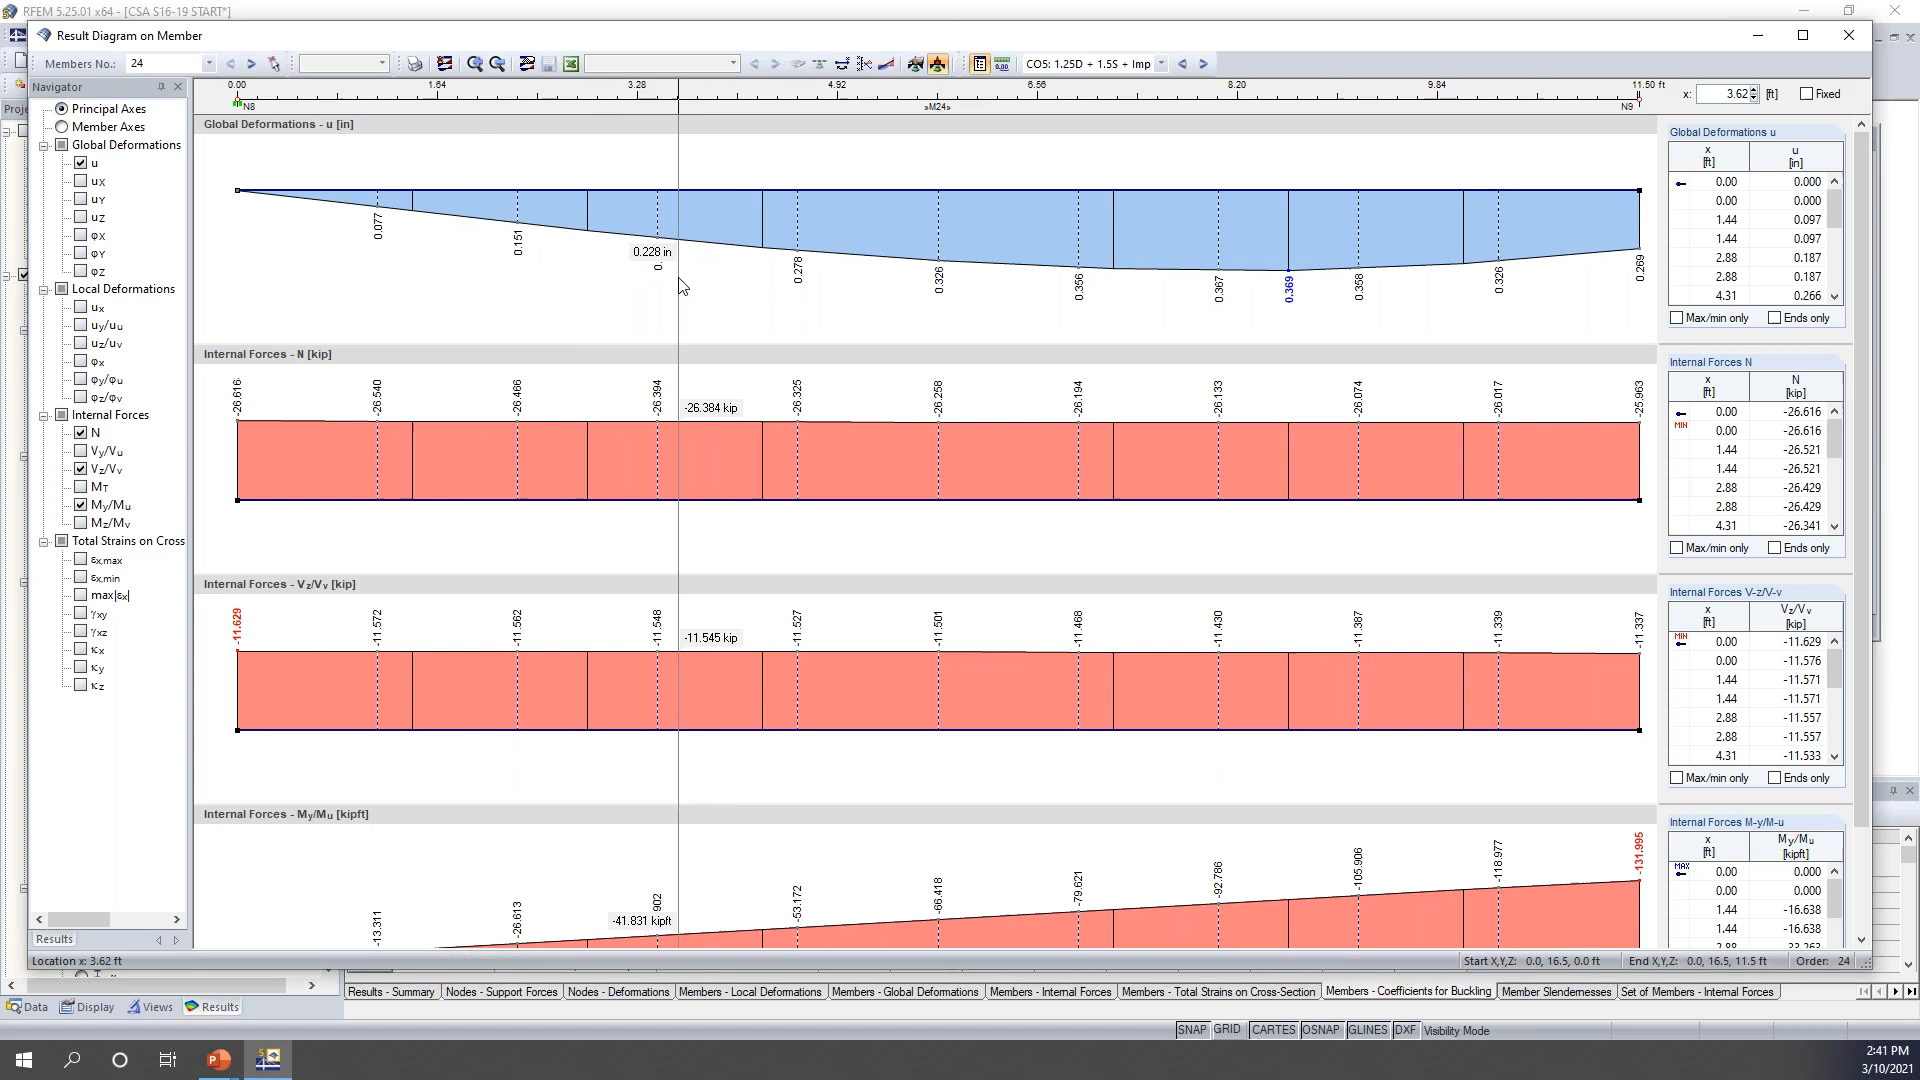 RFEM 5.25.01 x64 - [CSA S16-19 START*]
Result Diagram on Member
Members No.: 24
CO5: 1.25D + 1.5S + Imp
Navigator
Principal Axes
Member Axes
Global Deformations
u
uX
uY
uZ
φX
φY
φZ
Local Deformations
ux
uy/uu
uz/uv
φx
φy/φu
φz/φv
Internal Forces
N
Vy/Vu
Vz/Vv
MT
My/Mu
Mz/Mv
Total Strains on Cross
εx,max
εx,min
max|εx|
γxy
γxz
κx
κy
κz
Results
0.00 1.64 3.28 4.92 6.56 8.20 9.84 11.50 ft
N8 »M24» N9
x: 3.62 [ft] Fixed
Global Deformations - u [in]
0.077 0.151 0. 0.278 0.326 0.356 0.367 0.369 0.358 0.326 0.269
0.228 in
Global Deformations u
x [ft] u [in]
0.00 0.000
0.00 0.000
1.44 0.097
1.44 0.097
2.88 0.187
2.88 0.187
4.31 0.266
Max/min only Ends only
Internal Forces - N [kip]
-26.616 -26.540 -26.466 -26.394 -26.325 -26.258 -26.194 -26.133 -26.074 -26.017 -25.963
-26.384 kip
Internal Forces N
x [ft] N [kip]
0.00 -26.616
MIN 0.00 -26.616
1.44 -26.521
1.44 -26.521
2.88 -26.429
2.88 -26.429
4.31 -26.341
Max/min only Ends only
Internal Forces - Vz/Vv [kip]
-11.629 -11.572 -11.562 -11.548 -11.527 -11.501 -11.468 -11.430 -11.387 -11.339 -11.337
-11.545 kip
Internal Forces V-z/V-v
x [ft] Vz/Vv [kip]
MIN 0.00 -11.629
0.00 -11.576
1.44 -11.571
1.44 -11.571
2.88 -11.557
2.88 -11.557
4.31 -11.533
Max/min only Ends only
Internal Forces - My/Mu [kipft]
-13.311 -26.613 902 -53.172 -66.418 -79.621 -92.786 -105.906 -118.977 -131.995
-41.831 kipft
Internal Forces M-y/M-u
x [ft] My/Mu [kipft]
MAX 0.00 0.000
0.00 0.000
1.44 -16.638
1.44 -16.638
2.88 -33.263
Location x: 3.62 ft
Start X,Y,Z: 0.0, 16.5, 0.0 ft End X,Y,Z: 0.0, 16.5, 11.5 ft Order: 24
Results - Summary Nodes - Support Forces Nodes - Deformations Members - Local Deformations Members - Global Deformations Members - Internal Forces Members - Total Strains on Cross-Section Members - Coefficients for Buckling Member Slendernesses Set of Members - Internal Forces
Data Display Views Results
SNAP GRID CARTES OSNAP GLINES DXF Visibility Mode
2:41 PM
3/10/2021